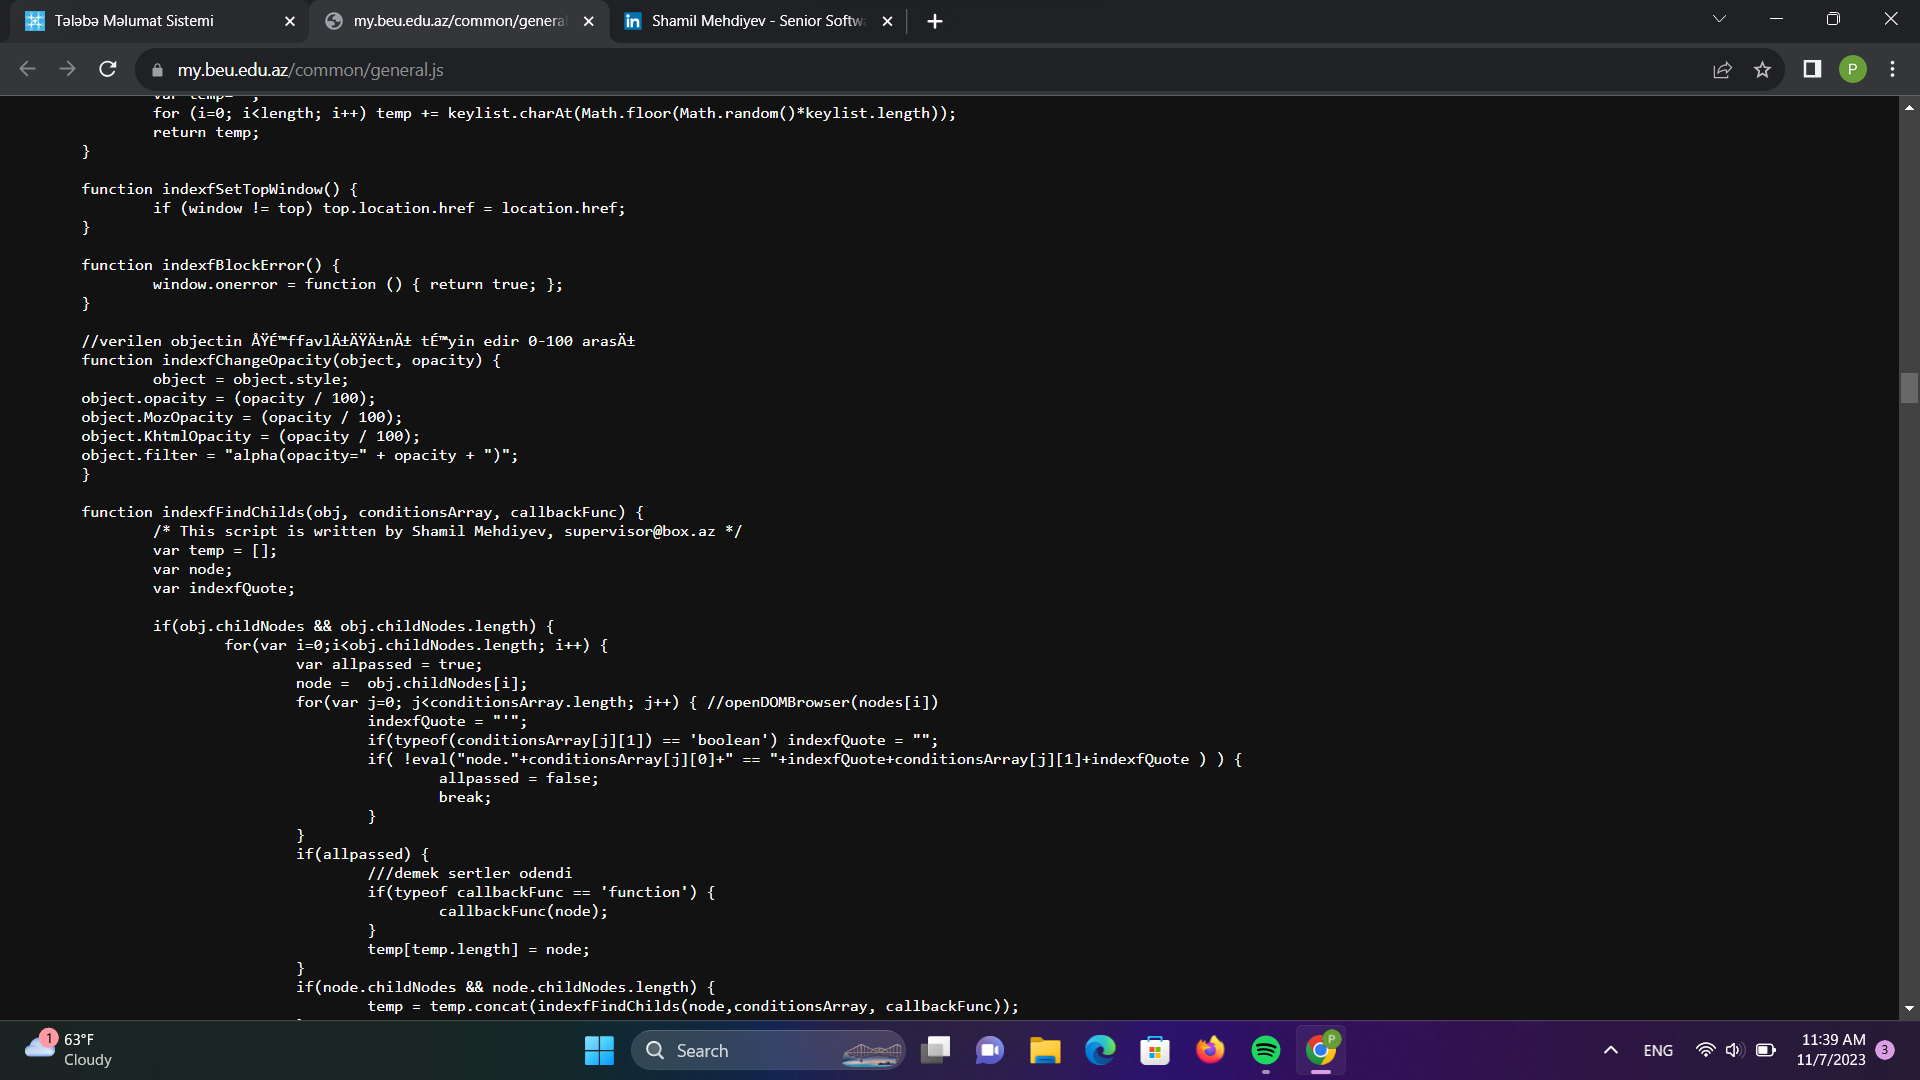 Tələbə Məlumat Sistemi
my.beu.edu.az/common/general
Shamil Mehdiyev - Senior Softw
my.beu.edu.az/common/general.js
P
for (i=0; i<length; i++) temp += keylist.charAt(Math.floor(Math.random()*keylist.length));
return temp;
}
function indexfSetTopWindow() {
if (window != top) top.location.href = location.href;
}
function indexfBlockError() {
window.onerror = function () { return true; };
}
//verilen objectin ÅŸÉ™ffavlÄ±ÄŸÄ±nÄ± tÉ™yin edir 0-100 arasÄ±
function indexfChangeOpacity(object, opacity) {
object = object.style;
object.opacity = (opacity / 100);
object.MozOpacity = (opacity / 100);
object.KhtmlOpacity = (opacity / 100);
object.filter = "alpha(opacity=" + opacity + ")";
}
function indexfFindChilds(obj, conditionsArray, callbackFunc) {
/* This script is written by Shamil Mehdiyev, supervisor@box.az */
var temp = [];
var node;
var indexfQuote;
if(obj.childNodes && obj.childNodes.length) {
for(var i=0;i<obj.childNodes.length; i++) {
var allpassed = true;
node =  obj.childNodes[i];
for(var j=0; j<conditionsArray.length; j++) { //openDOMBrowser(nodes[i])
indexfQuote = "'";
if(typeof(conditionsArray[j][1]) == 'boolean') indexfQuote = "";
if( !eval("node."+conditionsArray[j][0]+" == "+indexfQuote+conditionsArray[j][1]+indexfQuote ) ) {
allpassed = false;
break;
}
}
if(allpassed) {
///demek sertler odendi
if(typeof callbackFunc == 'function') {
callbackFunc(node);
}
temp[temp.length] = node;
}
if(node.childNodes && node.childNodes.length) {
temp = temp.concat(indexfFindChilds(node,conditionsArray, callbackFunc));
1
63°F
Cloudy
Search
P
ENG
11:39 AM
11/7/2023
3